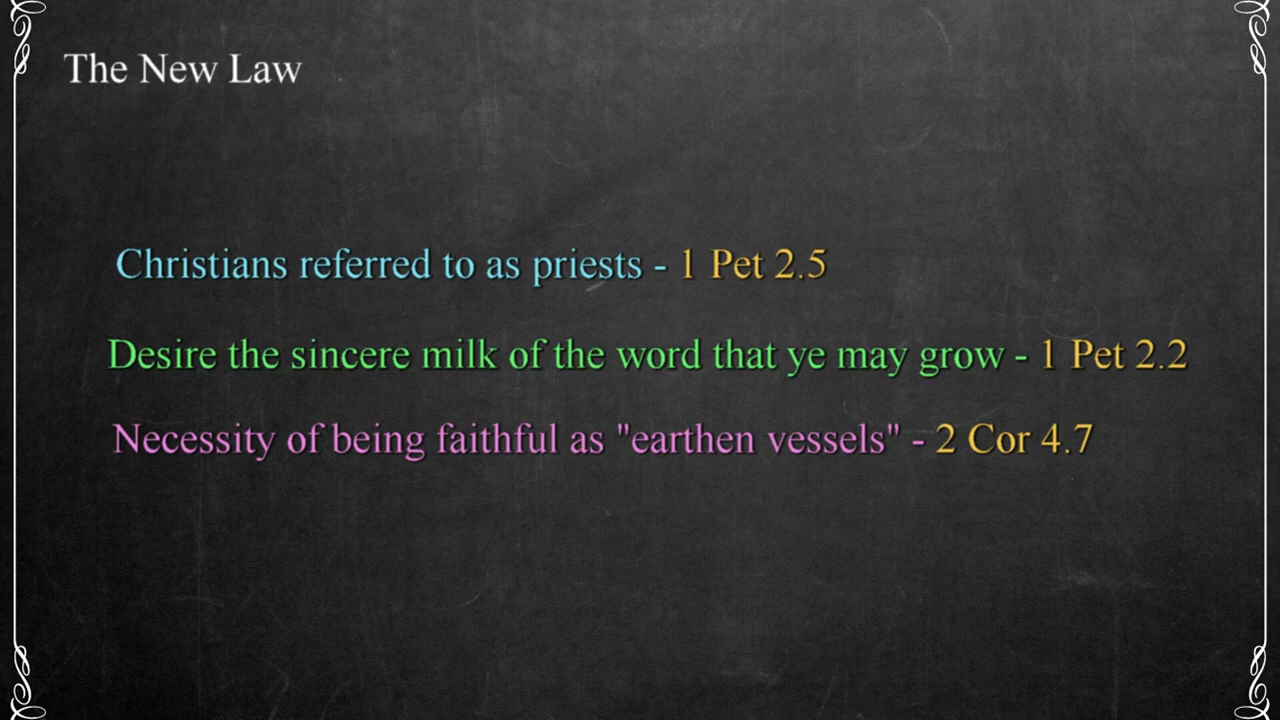 The New Law
Christians referred to as priests - 1 Pet 2.5
Desire the sincere milk of the word that ye may grow - 1 Pet 2.2
Necessity of being faithful as "earthen vessels" - 2 Cor 4.7